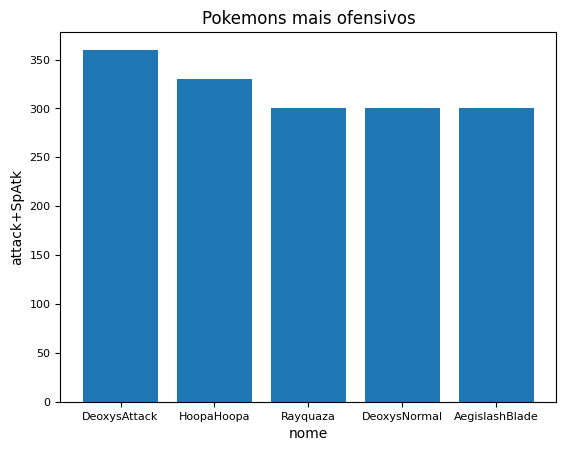 Pokemons mais ofensivos
attack+SpAtk
350
300
250
200
150
100
50
0
DeoxysAttack HoopaHoopa Rayquaza DeoxysNormal AegislashBlade
nome